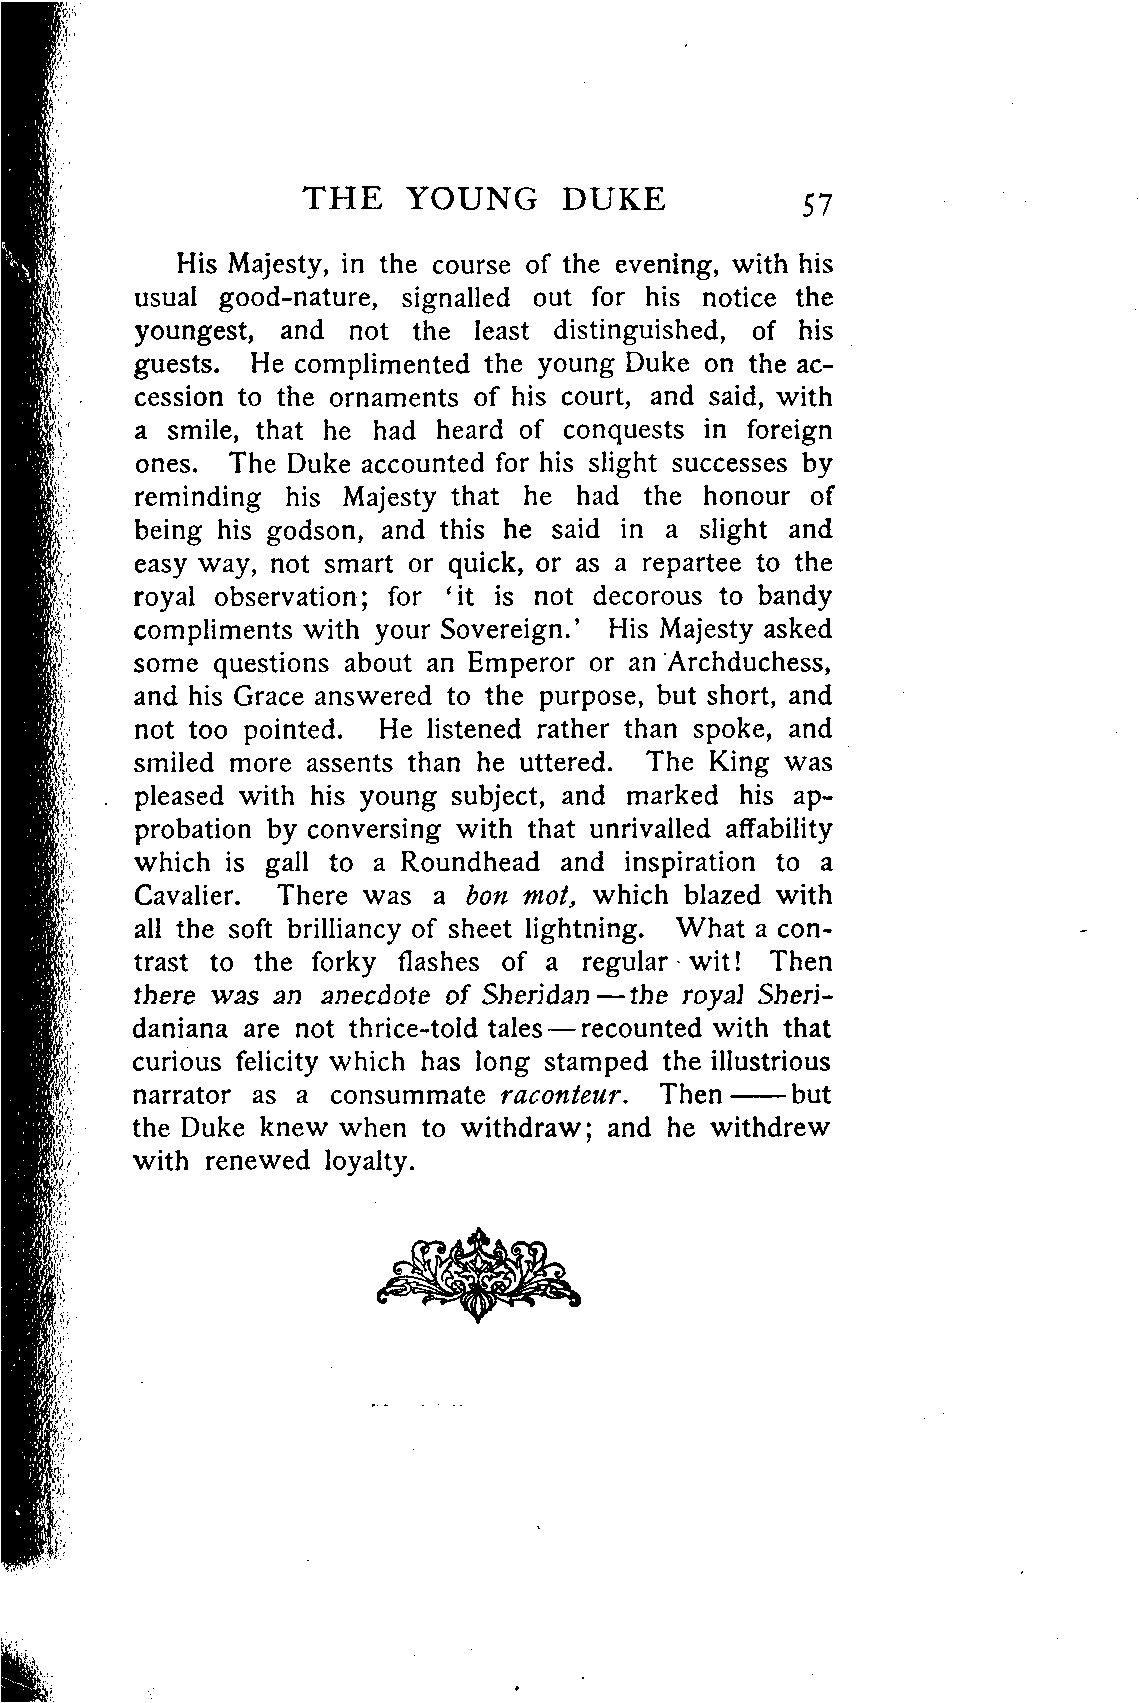 THE YOUNG DUKE 57
His Majesty, in the course of the evening, with his
usual good-nature, signalled out for his notice the
youngest, and not the least distinguished, of his
guests. He complimented the young Duke on the ac-
cession to the ornaments of his court, and said, with
a smile, that he had heard of conquests in foreign
ones. The Duke accounted for his slight successes by
reminding his Majesty that he had the honour of
being his godson, and this he said in a slight and
easy way, not smart or quick, or as a repartee to the
royal observation; for ‘it is not decorous to bandy
compliments with your Sovereign.’ His Majesty asked
some questions about an Emperor or an Archduchess,
and his Grace answered to the purpose, but short, and
not too pointed. He listened rather than spoke, and
smiled more assents than he uttered. The King was
pleased with his young subject, and marked his ap-
probation by conversing with that unrivalled affability
which is gall to a Roundhead and inspiration to a
Cavalier. There was a bon mot, which blazed with
all the soft brilliancy of sheet lightning. What a con-
trast to the forky flashes of a regular wit! Then
there was an anecdote of Sheridan—the royal Sheri-
daniana are not thrice-told tales—recounted with that
curious felicity which has long stamped the illustrious
narrator as a consummate raconteur. Then——but
the Duke knew when to withdraw; and he withdrew
with renewed loyalty.